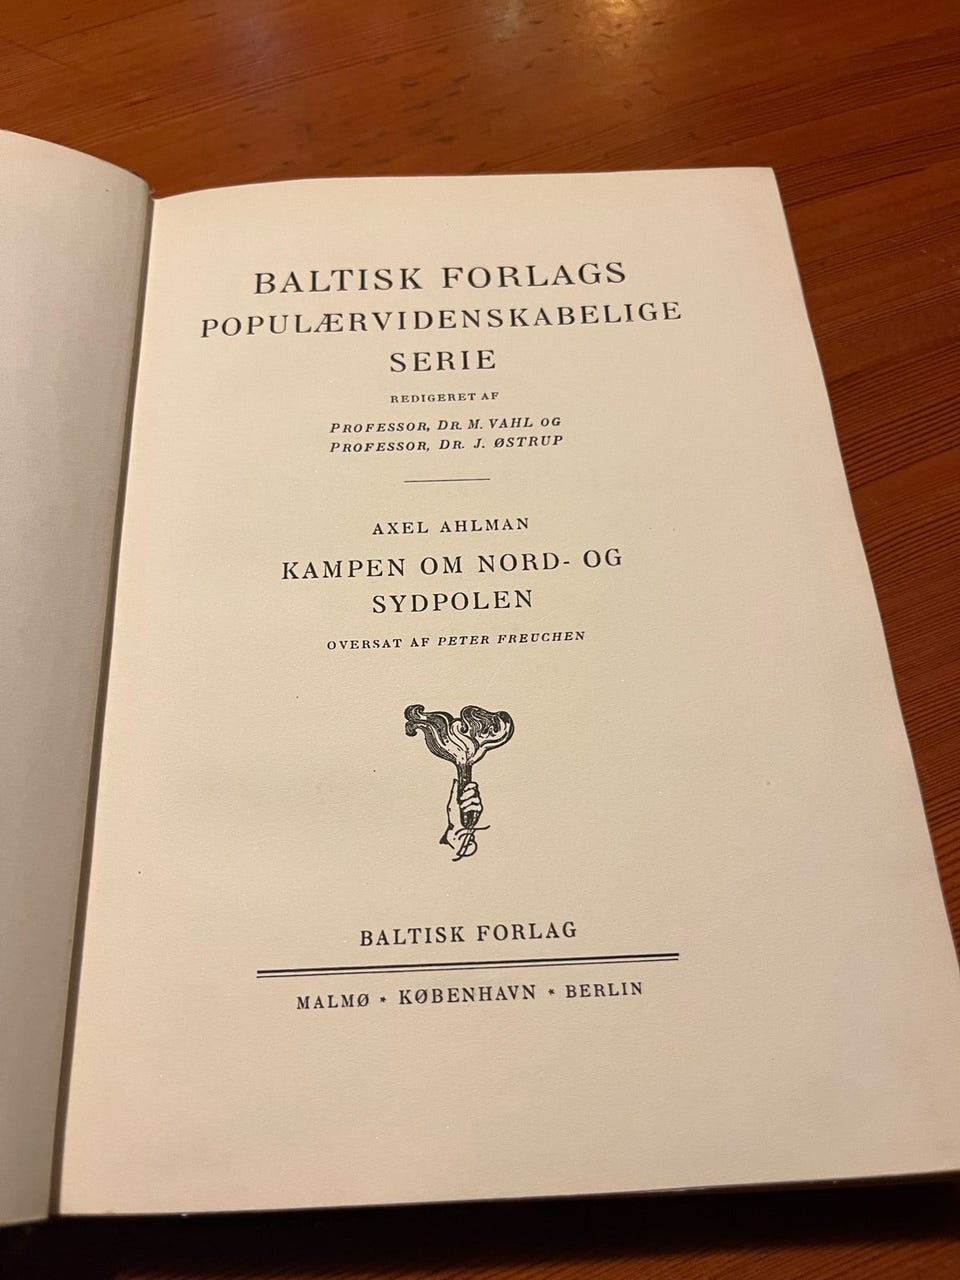 BALTISK FORLAGS
POPULÆRVIDENSKABELIGE
SERIE
REDIGERET AF
PROFESSOR, DR. M. VAHL OG
PROFESSOR, DR. J. ØSTRUP
AXEL AHLMAN
KAMPEN OM NORD- OG
SYDPOLEN
OVERSAT AF PETER FREUCHEN
BALTISK FORLAG
MALMØ * KØBENHAVN * BERLIN